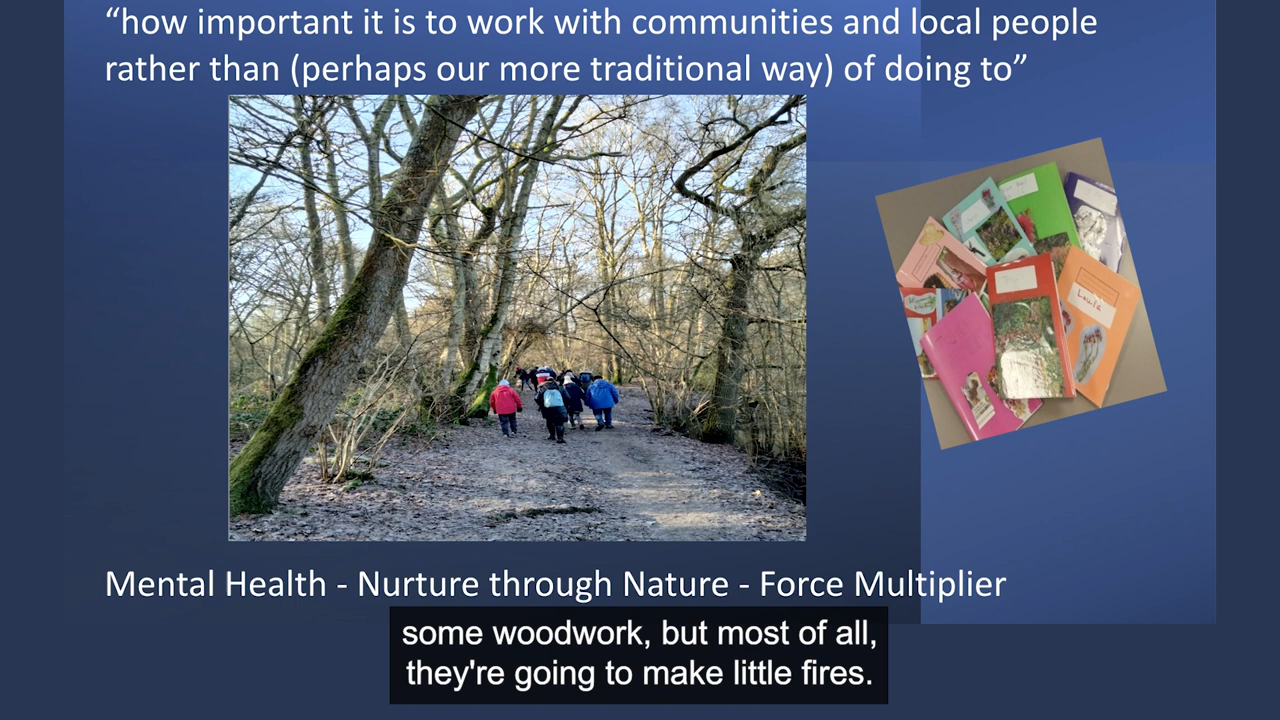 “how important it is to work with communities and local people
rather than (perhaps our more traditional way) of doing to”
Mental Health - Nurture through Nature - Force Multiplier
some woodwork, but most of all,
they're going to make little fires.